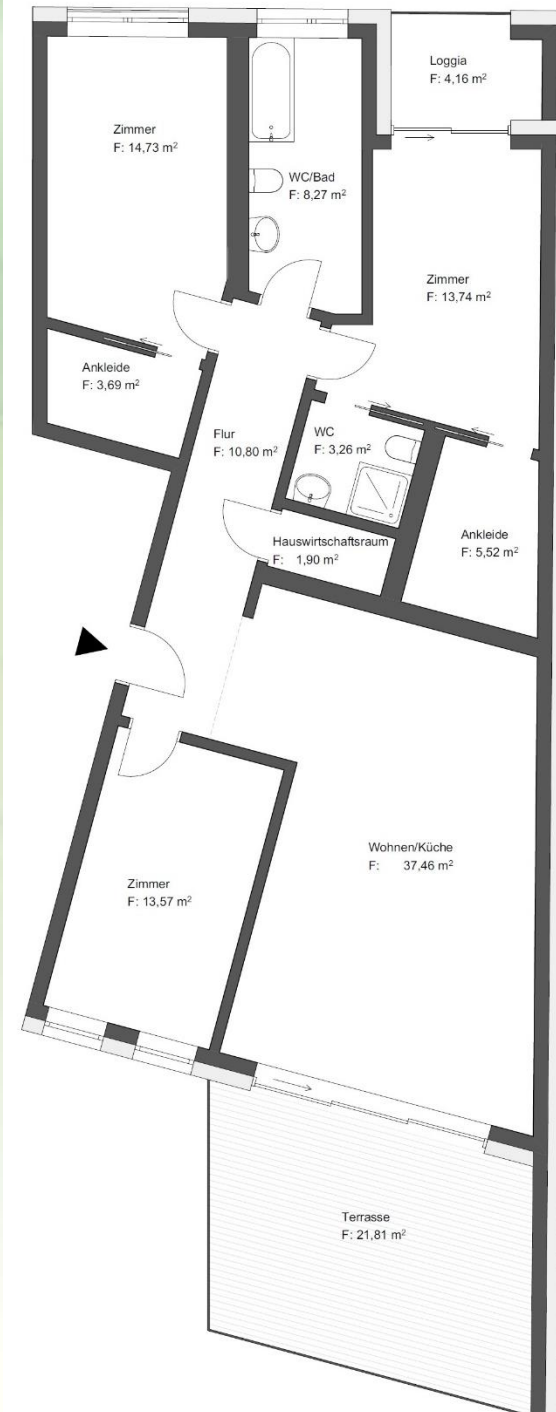 Loggia
F: 4,16 m²
Zimmer
F: 14,73 m²
WC/Bad
F: 8,27 m²
Zimmer
F: 13,74 m²
Ankleide
F: 3,69 m²
Flur
F: 10,80 m²
WC
F: 3,26 m²
Hauswirtschaftsraum
F: 1,90 m²
Ankleide
F: 5,52 m²
Wohnen/Küche
F: 37,46 m²
Zimmer
F: 13,57 m²
Terrasse
F: 21,81 m²